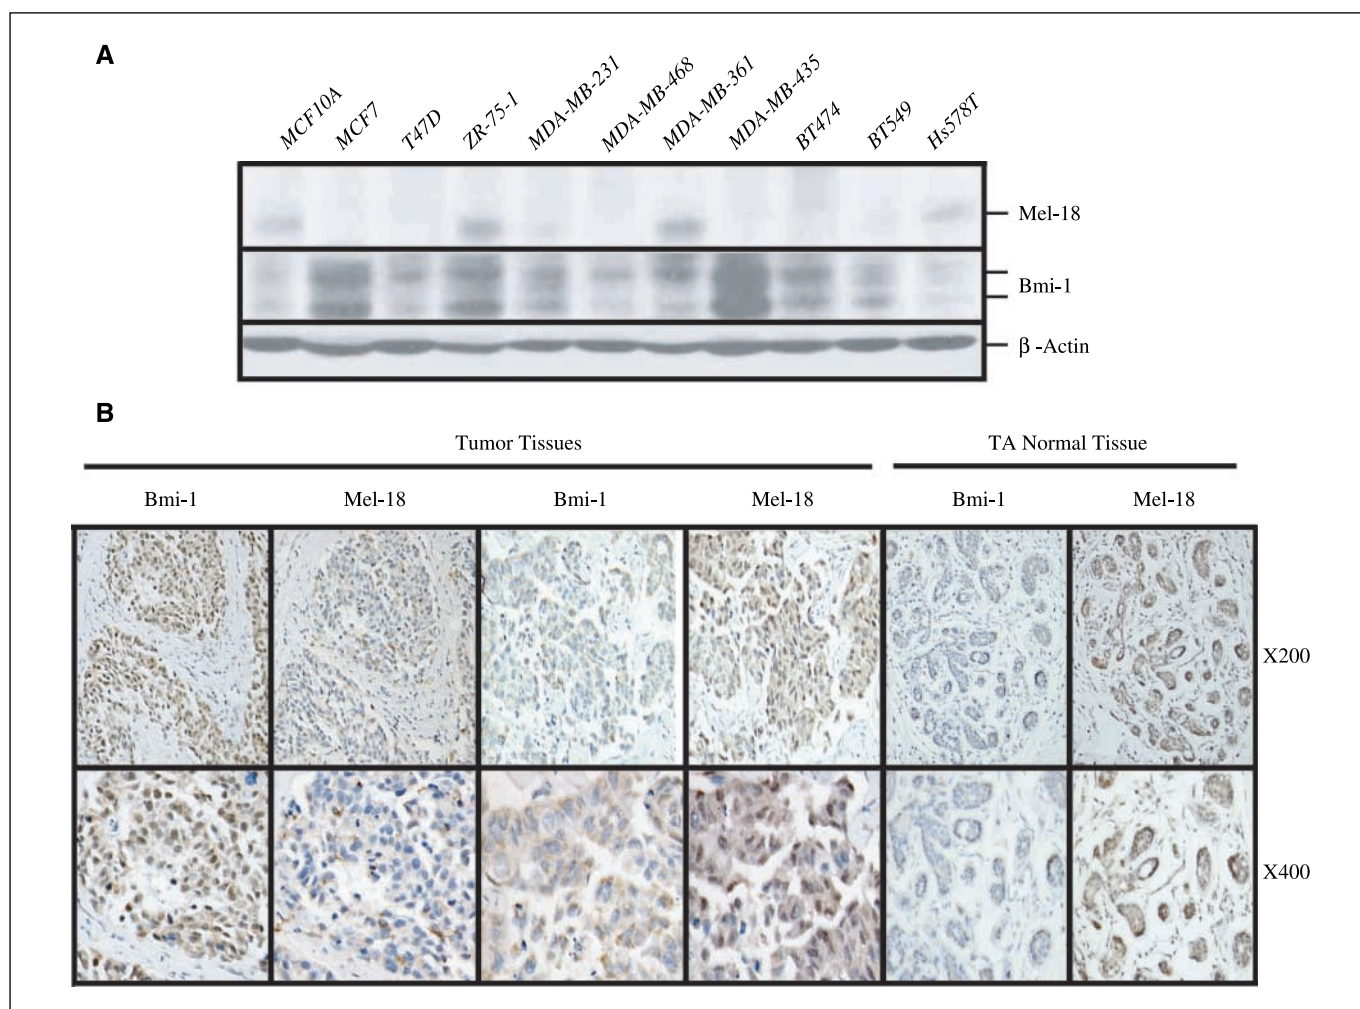 A
MCF10A MCF7 T47D ZR-75-1 MDA-MB-231 MDA-MB-468 MDA-MB-361 MDA-MB-435 BT474 BT549 Hs578T
Mel-18
Bmi-1
β-Actin
B
Tumor Tissues TA Normal Tissue
Bmi-1 Mel-18 Bmi-1 Mel-18 Bmi-1 Mel-18
X200
X400